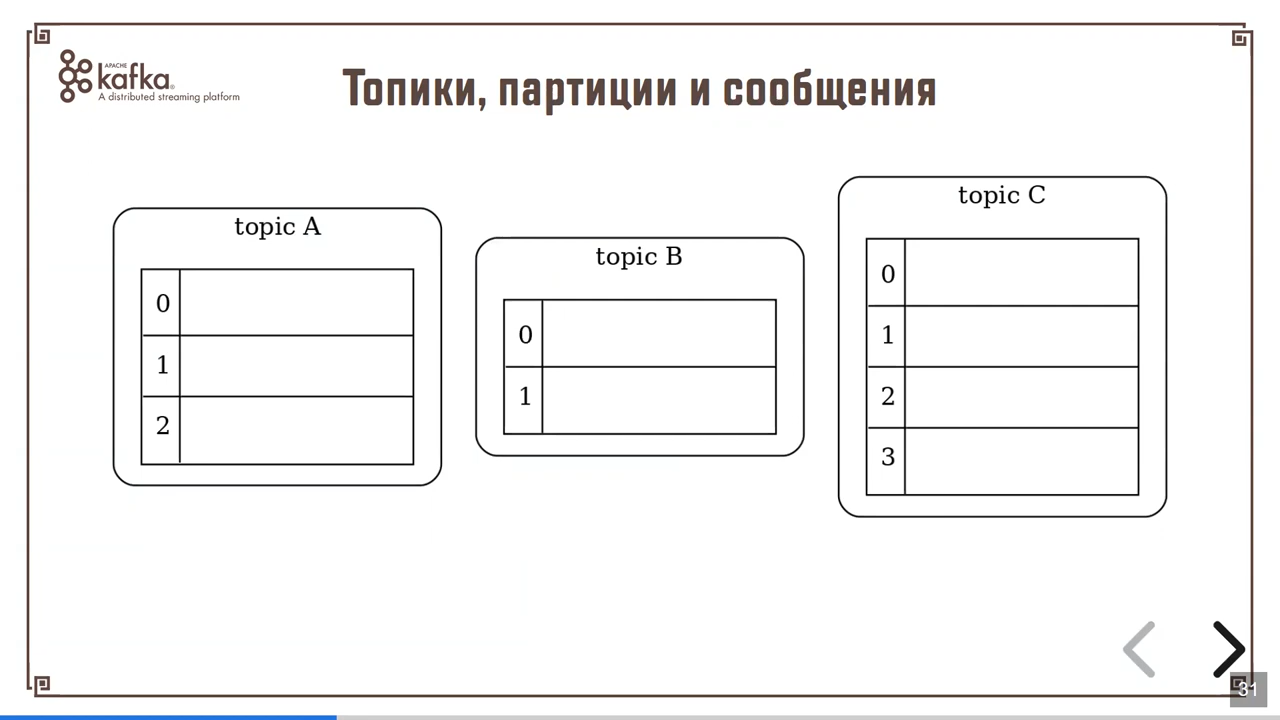 APACHE
kafka®
A distributed streaming platform
Топики, партиции и сообщения
topic A
0
1
2
topic B
0
1
topic C
0
1
2
3
31